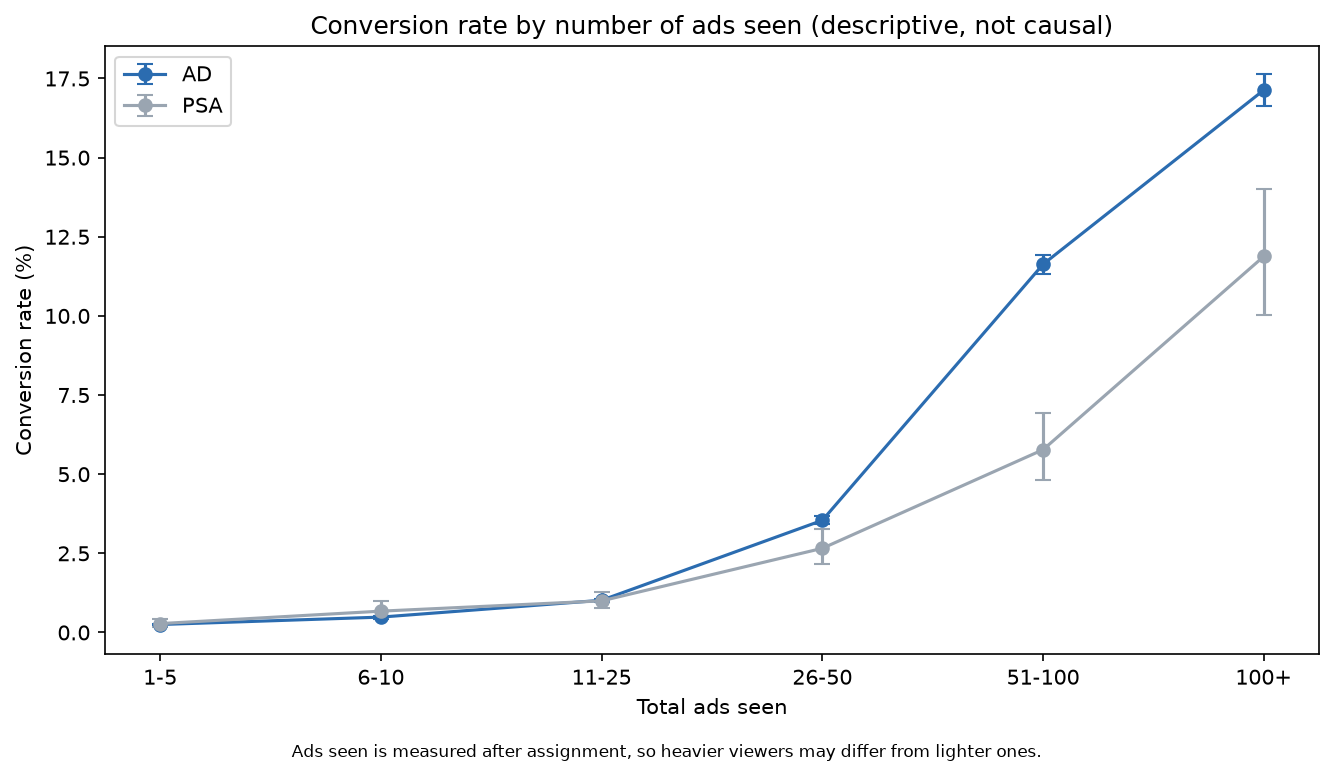 Conversion rate by number of ads seen (descriptive, not causal)
AD
PSA
Conversion rate (%)
17.5
15.0
12.5
10.0
7.5
5.0
2.5
0.0
1-5 6-10 11-25 26-50 51-100 100+
Total ads seen
Ads seen is measured after assignment, so heavier viewers may differ from lighter ones.